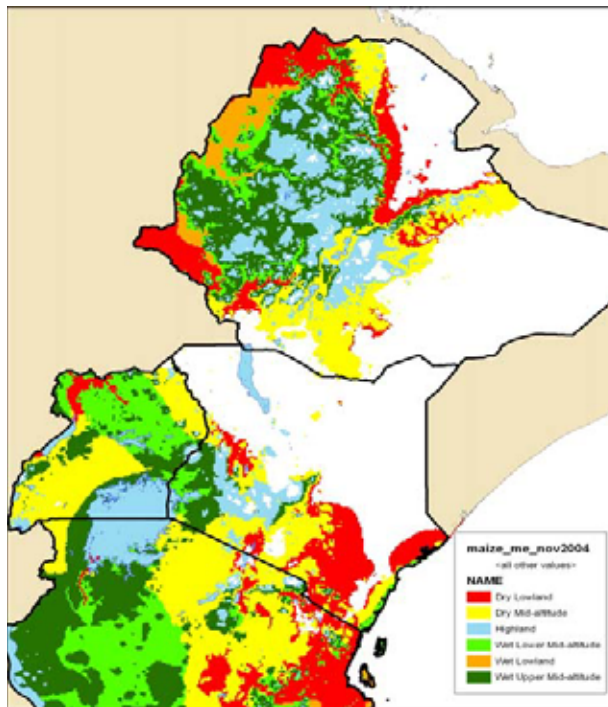 maize_me_nov2004
<all other values>
NAME
Dry Lowland
Dry Mid-altitude
Highland
Wet Lower Mid-altitude
Wet Lowland
Wet Upper Mid-altitude